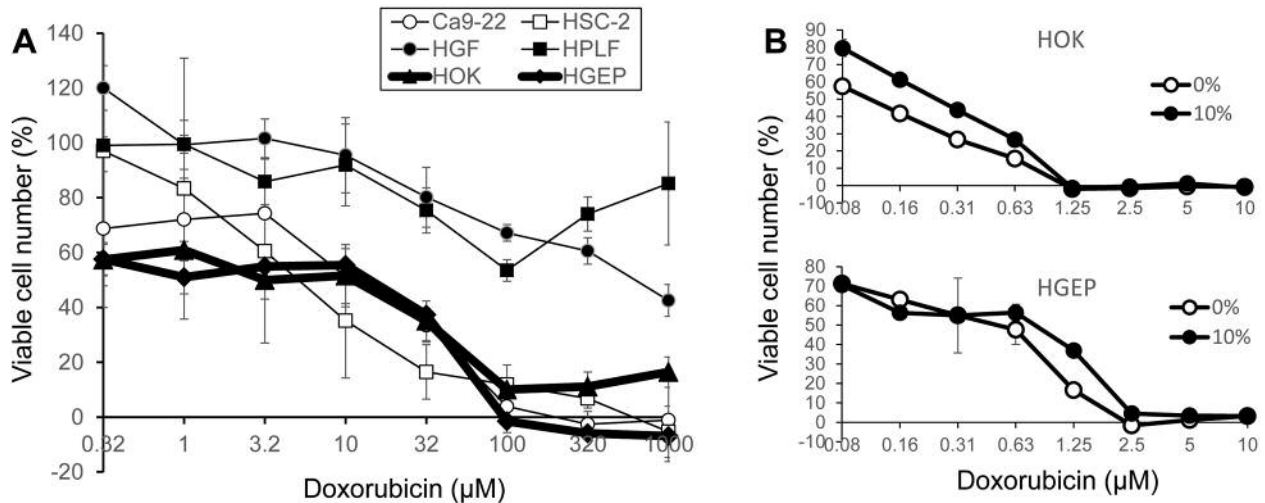 A
Ca9-22 HSC-2
HGF HPLF
HOK HGEP
Viable cell number (%)
140
120
100
80
60
40
20
0
-20
0.32 1 3.2 10 32 100 320 1000
Doxorubicin (µM)
B
HOK
0%
10%
90
80
70
60
50
40
30
20
10
0
-10
0.08 0.16 0.31 0.63 1.25 2.5 5 10
HGEP
0%
10%
Viable cell number (%)
80
70
60
50
40
30
20
10
0
-10
0.08 0.16 0.31 0.63 1.25 2.5 5 10
Doxorubicin (µM)